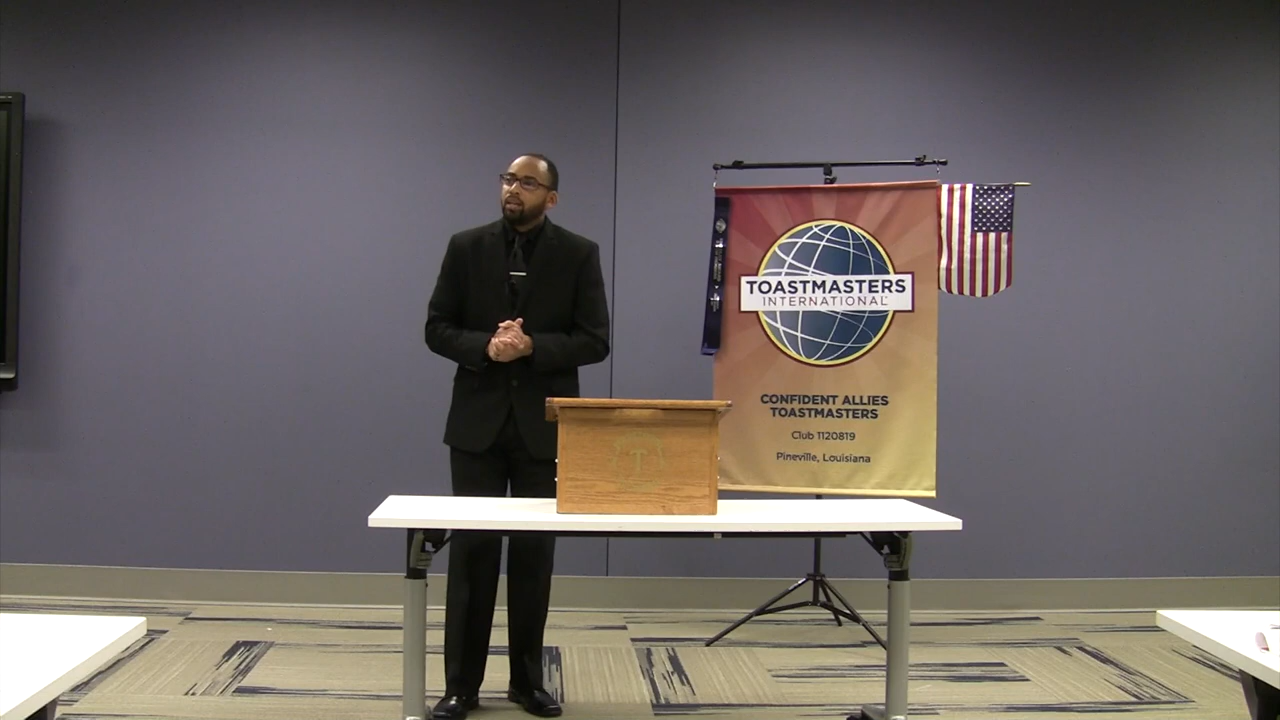 TOASTMASTERS
INTERNATIONAL
CONFIDENT ALLIES
TOASTMASTERS
Club 1120819
Pineville, Louisiana
T